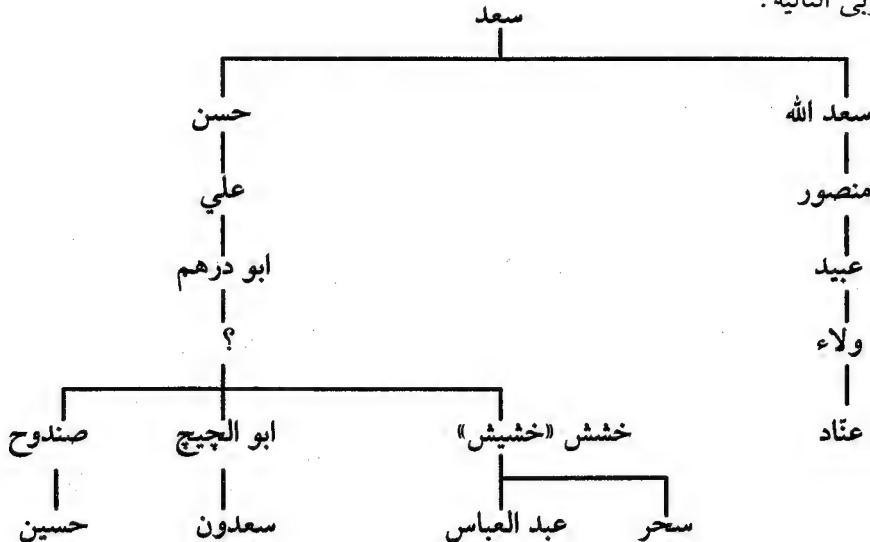 التالية :
سعد
سعد الله حسن
منصور علي
عبيد ابو درهم
ولاء ؟
عنّاد خشش «خشيش» ابو الچيچ صندوح
سحر عبد العباس سعدون حسين